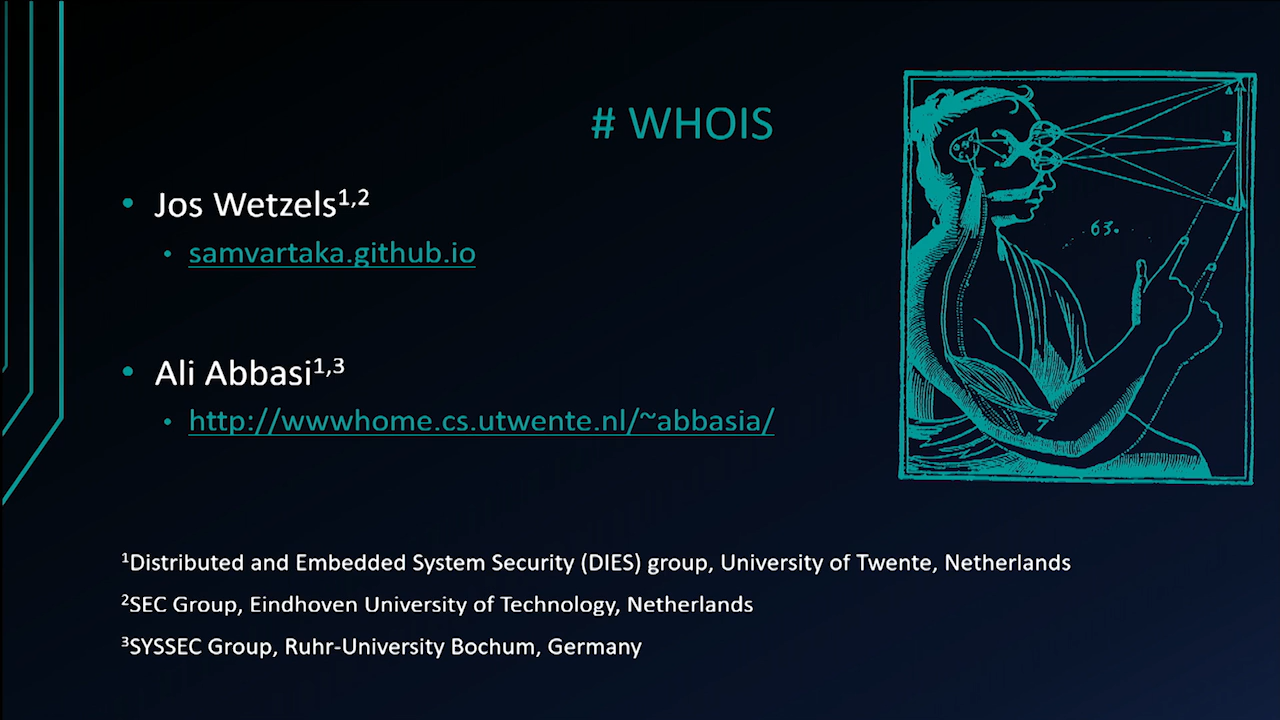 # WHOIS
• Jos Wetzels¹,²
• samvartaka.github.io
• Ali Abbasi¹,³
• http://wwwhome.cs.utwente.nl/~abbasia/
¹Distributed and Embedded System Security (DIES) group, University of Twente, Netherlands
²SEC Group, Eindhoven University of Technology, Netherlands
³SYSSEC Group, Ruhr-University Bochum, Germany
A
B
C
63.